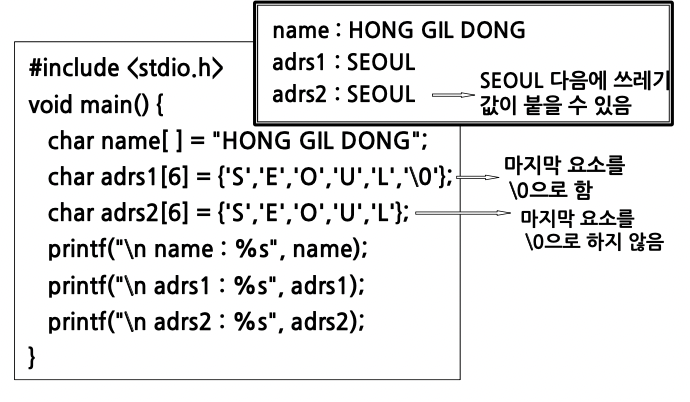 name : HONG GIL DONG
adrs1 : SEOUL
adrs2 : SEOUL
SEOUL 다음에 쓰레기
값이 붙을 수 있음
#include <stdio.h>
void main() {
char name[ ] = "HONG GIL DONG";
char adrs1[6] = {'S','E','O','U','L','\0'};
마지막 요소를
\0으로 함
char adrs2[6] = {'S','E','O','U','L'};
마지막 요소를
\0으로 하지 않음
printf("\n name : %s", name);
printf("\n adrs1 : %s", adrs1);
printf("\n adrs2 : %s", adrs2);
}